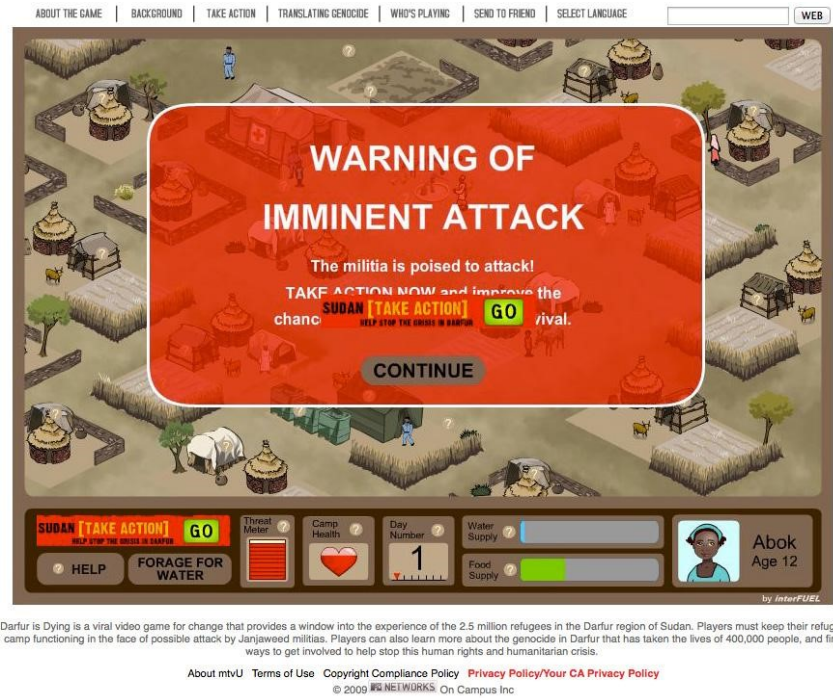 ABOUT THE GAME BACKGROUND TAKE ACTION TRANSLATING GENOCIDE WHO'S PLAYING SEND TO FRIEND SELECT LANGUAGE WEB
WARNING OF
IMMINENT ATTACK
The militia is poised to attack!
TAKE ACTION NOW and improve the
chanc
SUDAN [TAKE ACTION] GO
HELP STOP THE CRISIS IN DARFUR
vival.
CONTINUE
SUDAN [TAKE ACTION] GO
HELP STOP THE CRISIS IN DARFUR
? HELP
FORAGE FOR
WATER
Threat
Meter ?
Camp
Health ?
Day
Number ?
1
Water
Supply ?
Food
Supply ?
Abok
Age 12
by interFUEL
Darfur is Dying is a viral video game for change that provides a window into the experience of the 2.5 million refugees in the Darfur region of Sudan. Players must keep their refug
camp functioning in the face of possible attack by Janjaweed militias. Players can also learn more about the genocide in Darfur that has taken the lives of 400,000 people, and fi
ways to get involved to help stop this human rights and humanitarian crisis.
About mtvU Terms of Use Copyright Compliance Policy Privacy Policy/Your CA Privacy Policy
© 2009 NETWORKS On Campus Inc